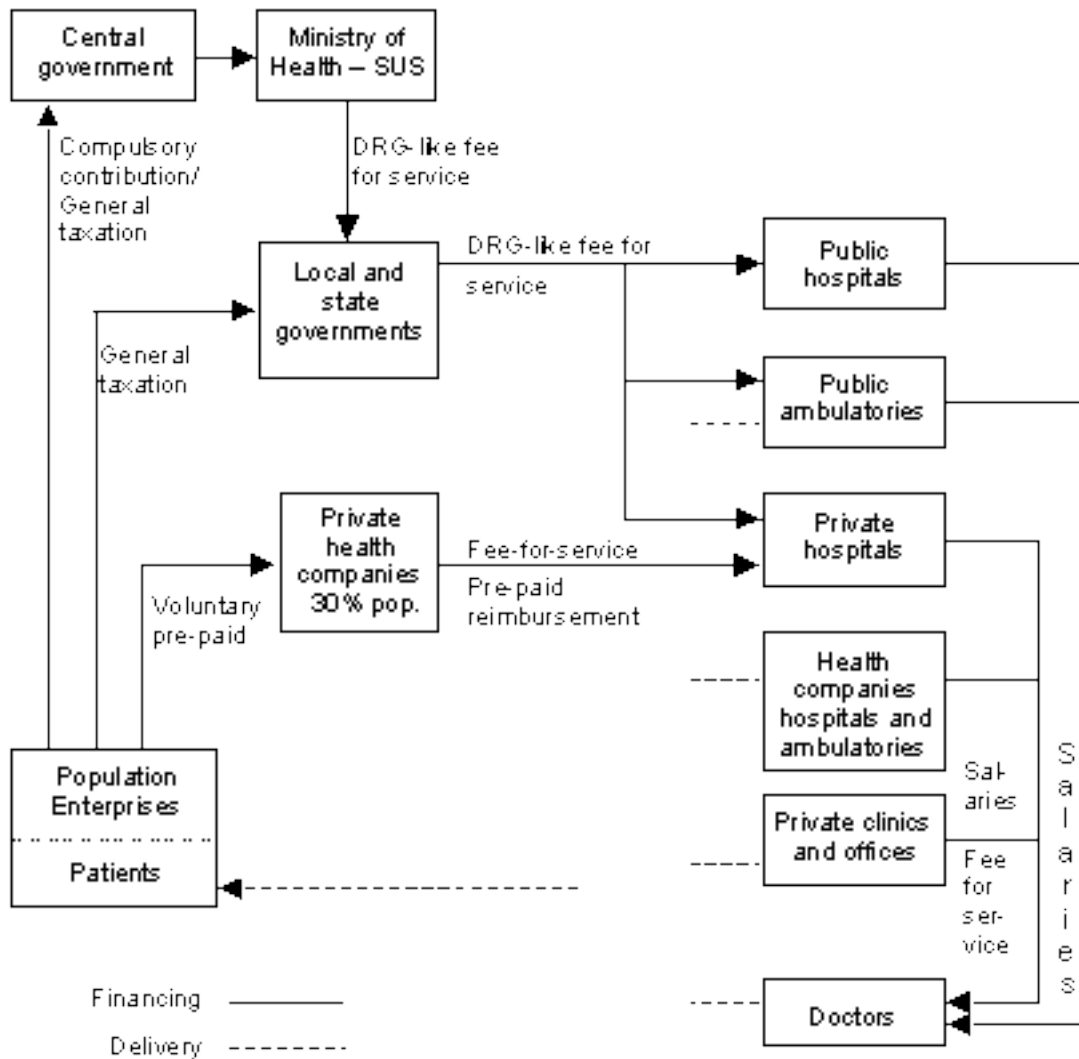 Central
government
Ministry of
Health – SUS
Compulsory
contribution/
General
taxation
DRG-like fee
for service
Local and
state
governments
DRG-like fee for
service
Public
hospitals
General
taxation
Public
ambulatories
Private
health
companies
30% pop.
Fee-for-service
Pre-paid
reimbursement
Private
hospitals
Voluntary
pre-paid
Health
companies
hospitals and
ambulatories
Population
Enterprises
Patients
Private clinics
and offices
Sal-
aries
Fee
for
ser-
vice
Salaries
Doctors
Financing
Delivery